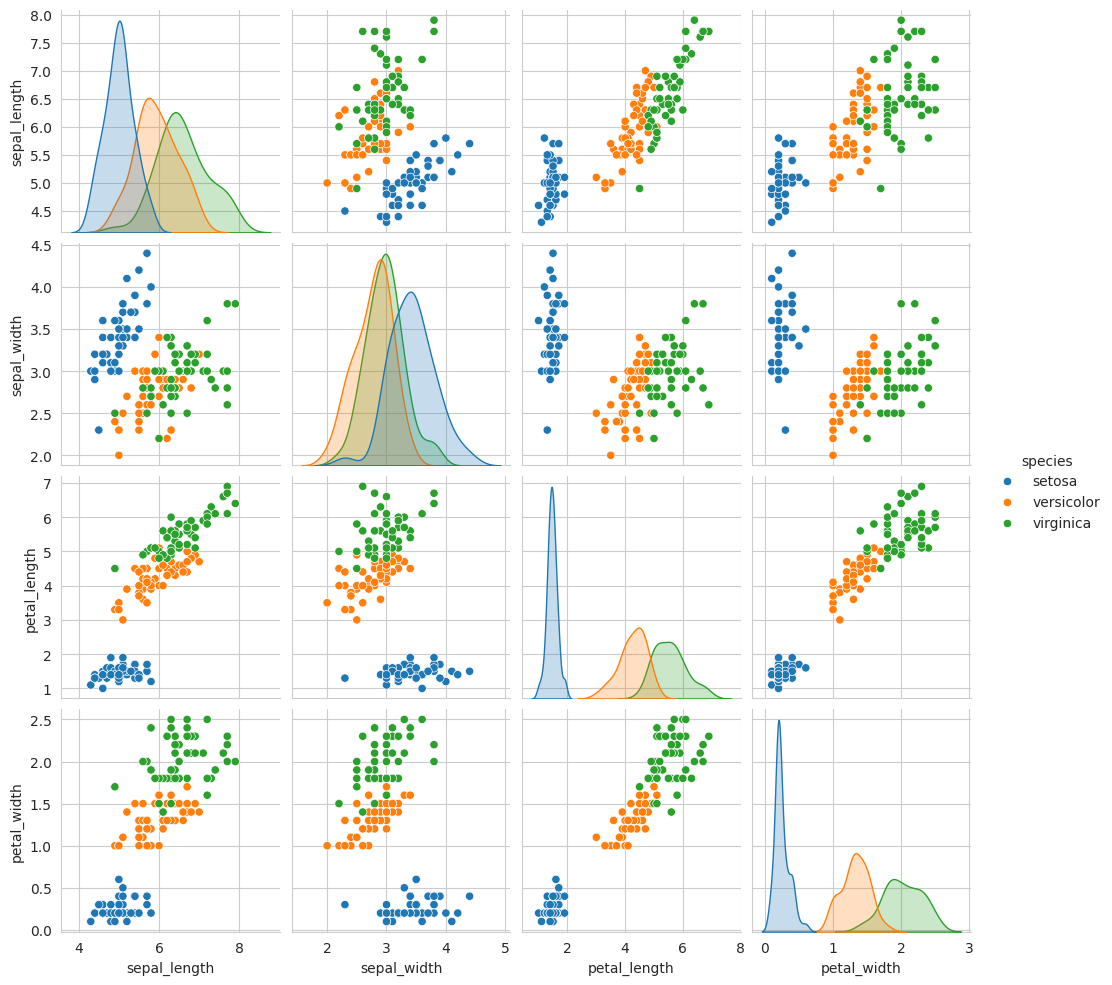 8.0
7.5
7.0
6.5
6.0
5.5
5.0
4.5
sepal_length
4.5
4.0
3.5
3.0
2.5
2.0
sepal_width
species
setosa
versicolor
virginica
7
6
5
4
3
2
1
petal_length
2.5
2.0
1.5
1.0
0.5
0.0
petal_width
4 6 8 2 3 4 5 2 4 6 8 0 1 2 3
sepal_length sepal_width petal_length petal_width